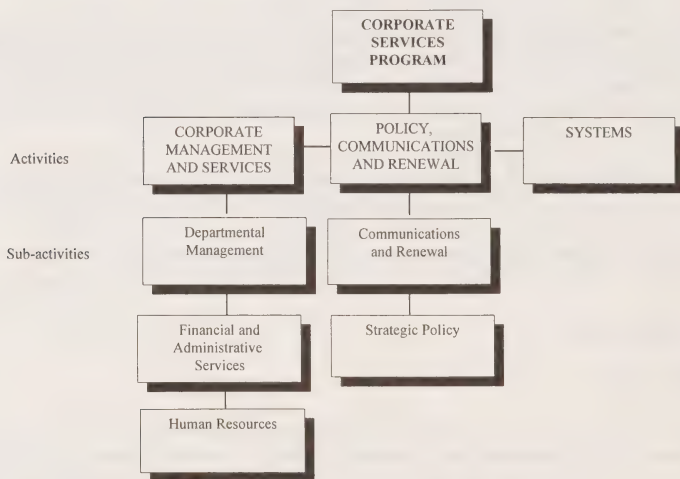 CORPORATE
SERVICES
PROGRAM
Activities
CORPORATE
MANAGEMENT
AND SERVICES
POLICY,
COMMUNICATIONS
AND RENEWAL
SYSTEMS
Sub-activities
Departmental
Management
Communications
and Renewal
Financial and
Administrative
Services
Strategic Policy
Human Resources